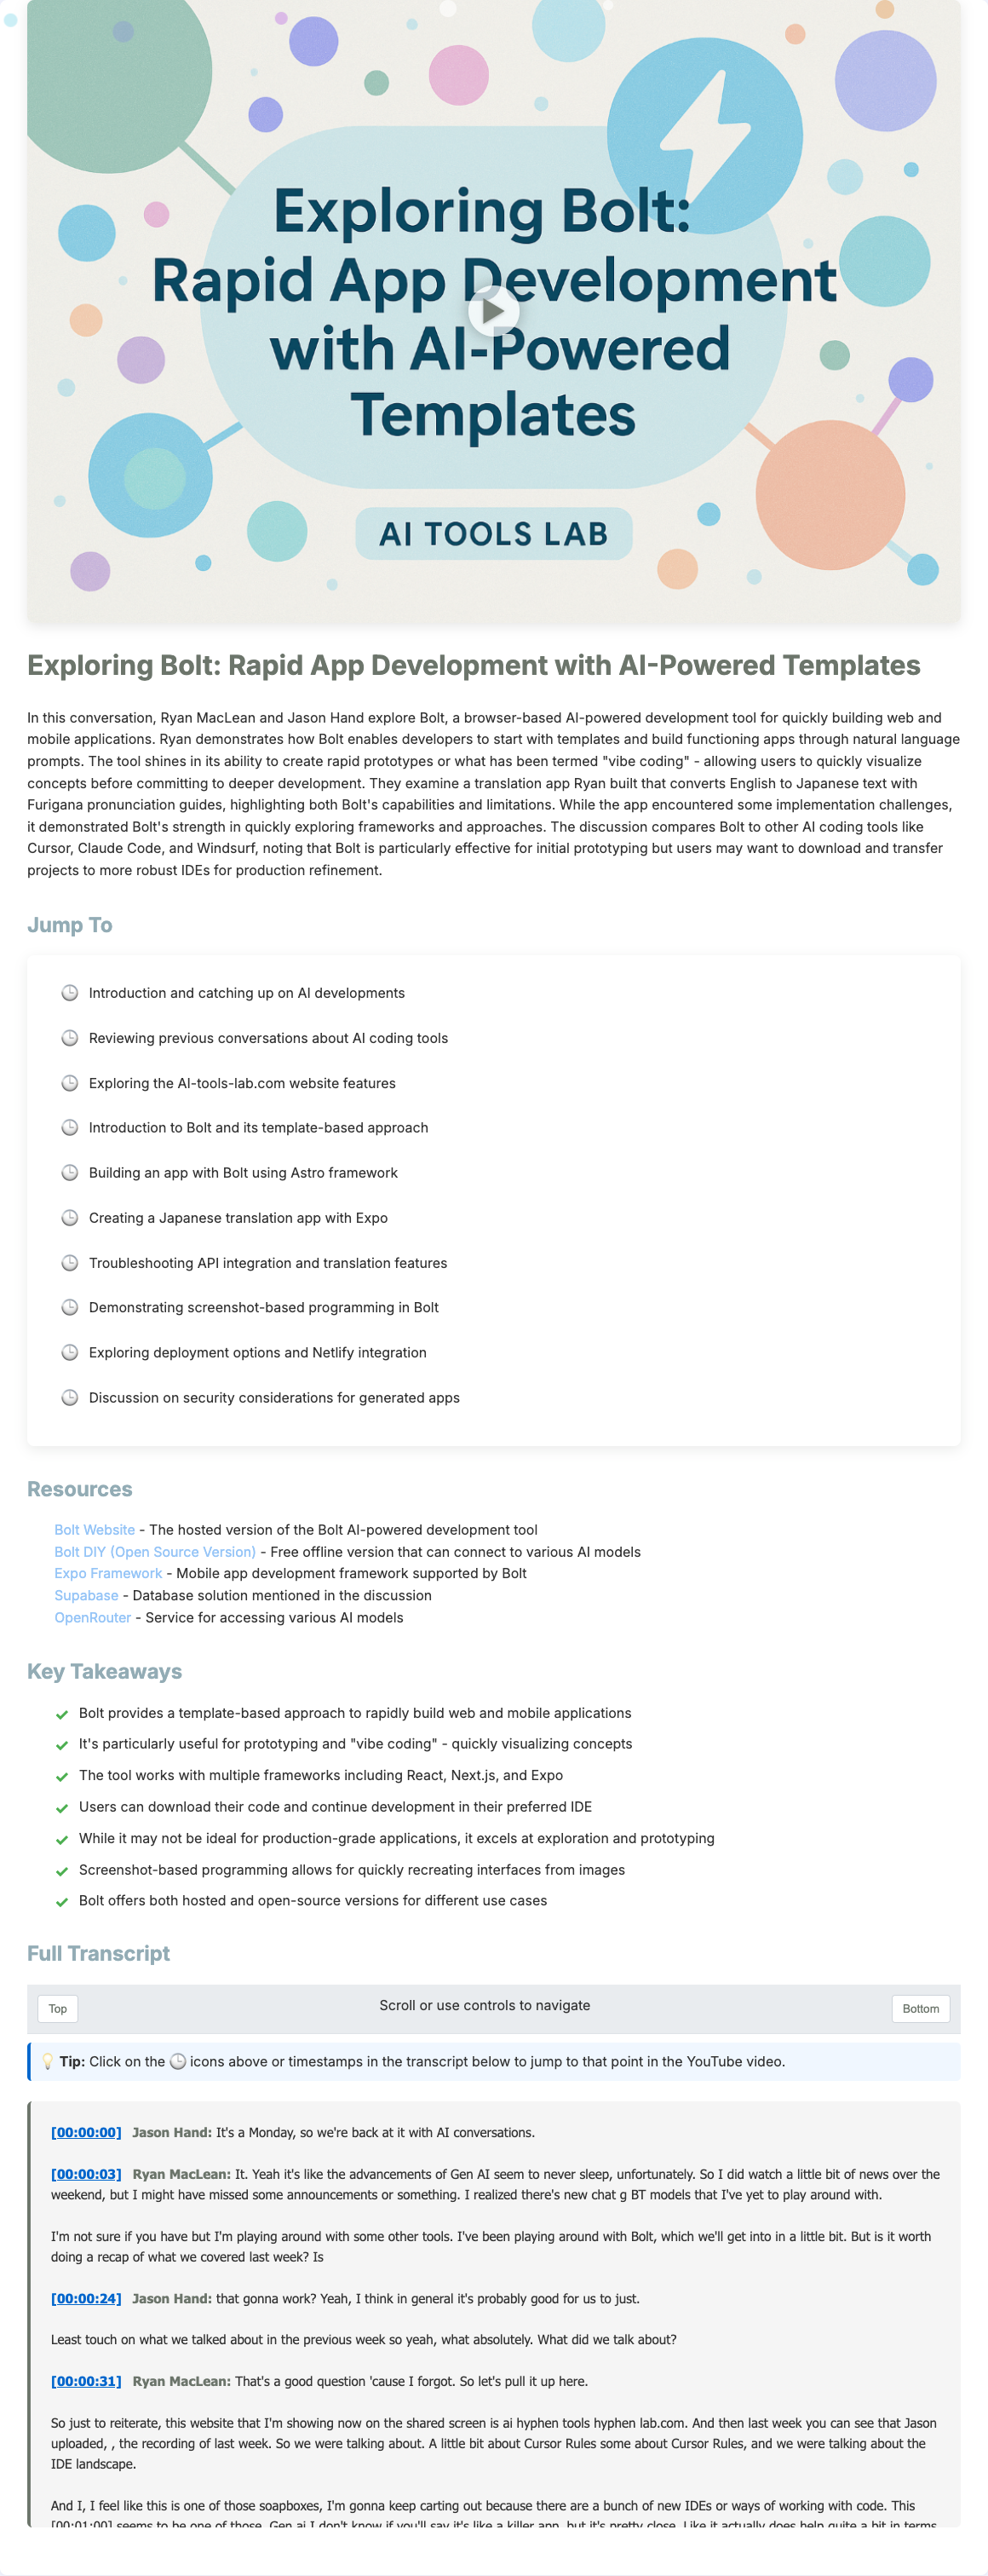 Exploring Bolt:
Rapid App Development
with AI-Powered
Templates
AI TOOLS LAB
Exploring Bolt: Rapid App Development with AI-Powered Templates
In this conversation, Ryan MacLean and Jason Hand explore Bolt, a browser-based AI-powered development tool for quickly building web and
mobile applications. Ryan demonstrates how Bolt enables developers to start with templates and build functioning apps through natural language
prompts. The tool shines in its ability to create rapid prototypes or what has been termed "vibe coding" - allowing users to quickly visualize
concepts before committing to deeper development. They examine a translation app Ryan built that converts English to Japanese text with
Furigana pronunciation guides, highlighting both Bolt's capabilities and limitations. While the app encountered some implementation challenges,
it demonstrated Bolt's strength in quickly exploring frameworks and approaches. The discussion compares Bolt to other AI coding tools like
Cursor, Claude Code, and Windsurf, noting that Bolt is particularly effective for initial prototyping but users may want to download and transfer
projects to more robust IDEs for production refinement.
Jump To
Introduction and catching up on AI developments
Reviewing previous conversations about AI coding tools
Exploring the AI-tools-lab.com website features
Introduction to Bolt and its template-based approach
Building an app with Bolt using Astro framework
Creating a Japanese translation app with Expo
Troubleshooting API integration and translation features
Demonstrating screenshot-based programming in Bolt
Exploring deployment options and Netlify integration
Discussion on security considerations for generated apps
Resources
Bolt Website - The hosted version of the Bolt AI-powered development tool
Bolt DIY (Open Source Version) - Free offline version that can connect to various AI models
Expo Framework - Mobile app development framework supported by Bolt
Supabase - Database solution mentioned in the discussion
OpenRouter - Service for accessing various AI models
Key Takeaways
Bolt provides a template-based approach to rapidly build web and mobile applications
It's particularly useful for prototyping and "vibe coding" - quickly visualizing concepts
The tool works with multiple frameworks including React, Next.js, and Expo
Users can download their code and continue development in their preferred IDE
While it may not be ideal for production-grade applications, it excels at exploration and prototyping
Screenshot-based programming allows for quickly recreating interfaces from images
Bolt offers both hosted and open-source versions for different use cases
Full Transcript
Top Scroll or use controls to navigate Bottom
Tip: Click on the 🕒 icons above or timestamps in the transcript below to jump to that point in the YouTube video.
[00:00:00] Jason Hand: It's a Monday, so we're back at it with AI conversations.
[00:00:03] Ryan MacLean: It. Yeah it's like the advancements of Gen AI seem to never sleep, unfortunately. So I did watch a little bit of news over the
weekend, but I might have missed some announcements or something. I realized there's new chat g BT models that I've yet to play around with.
I'm not sure if you have but I'm playing around with some other tools. I've been playing around with Bolt, which we'll get into in a little bit. But is it worth
doing a recap of what we covered last week? Is
[00:00:24] Jason Hand: that gonna work? Yeah, I think in general it's probably good for us to just.
Least touch on what we talked about in the previous week so yeah, what absolutely. What did we talk about?
[00:00:31] Ryan MacLean: That's a good question 'cause I forgot. So let's pull it up here.
So just to reiterate, this website that I'm showing now on the shared screen is ai hyphen tools hyphen lab.com. And then last week you can see that Jason
uploaded, , the recording of last week. So we were talking about. A little bit about Cursor Rules some about Cursor Rules, and we were talking about the
IDE landscape.
And I, I feel like this is one of those soapboxes, I'm gonna keep carting out because there are a bunch of new IDEs or ways of working with code. This
[00:01:00] seems to be one of those. Gen ai I don't know if you'll say it's like a killer app, but it's pretty close. Like it actually does help quite a bit in terms